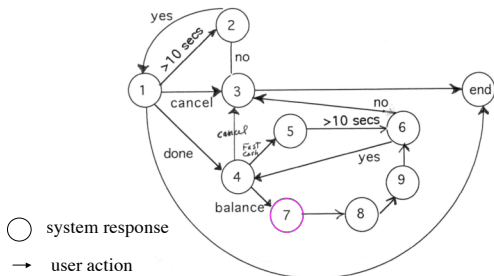 yes
2
>10 secs
no
1
cancel
3
end
no
cancel
5
>10 secs
6
Fast
cash
done
yes
4
9
balance
7
8
system response
user action